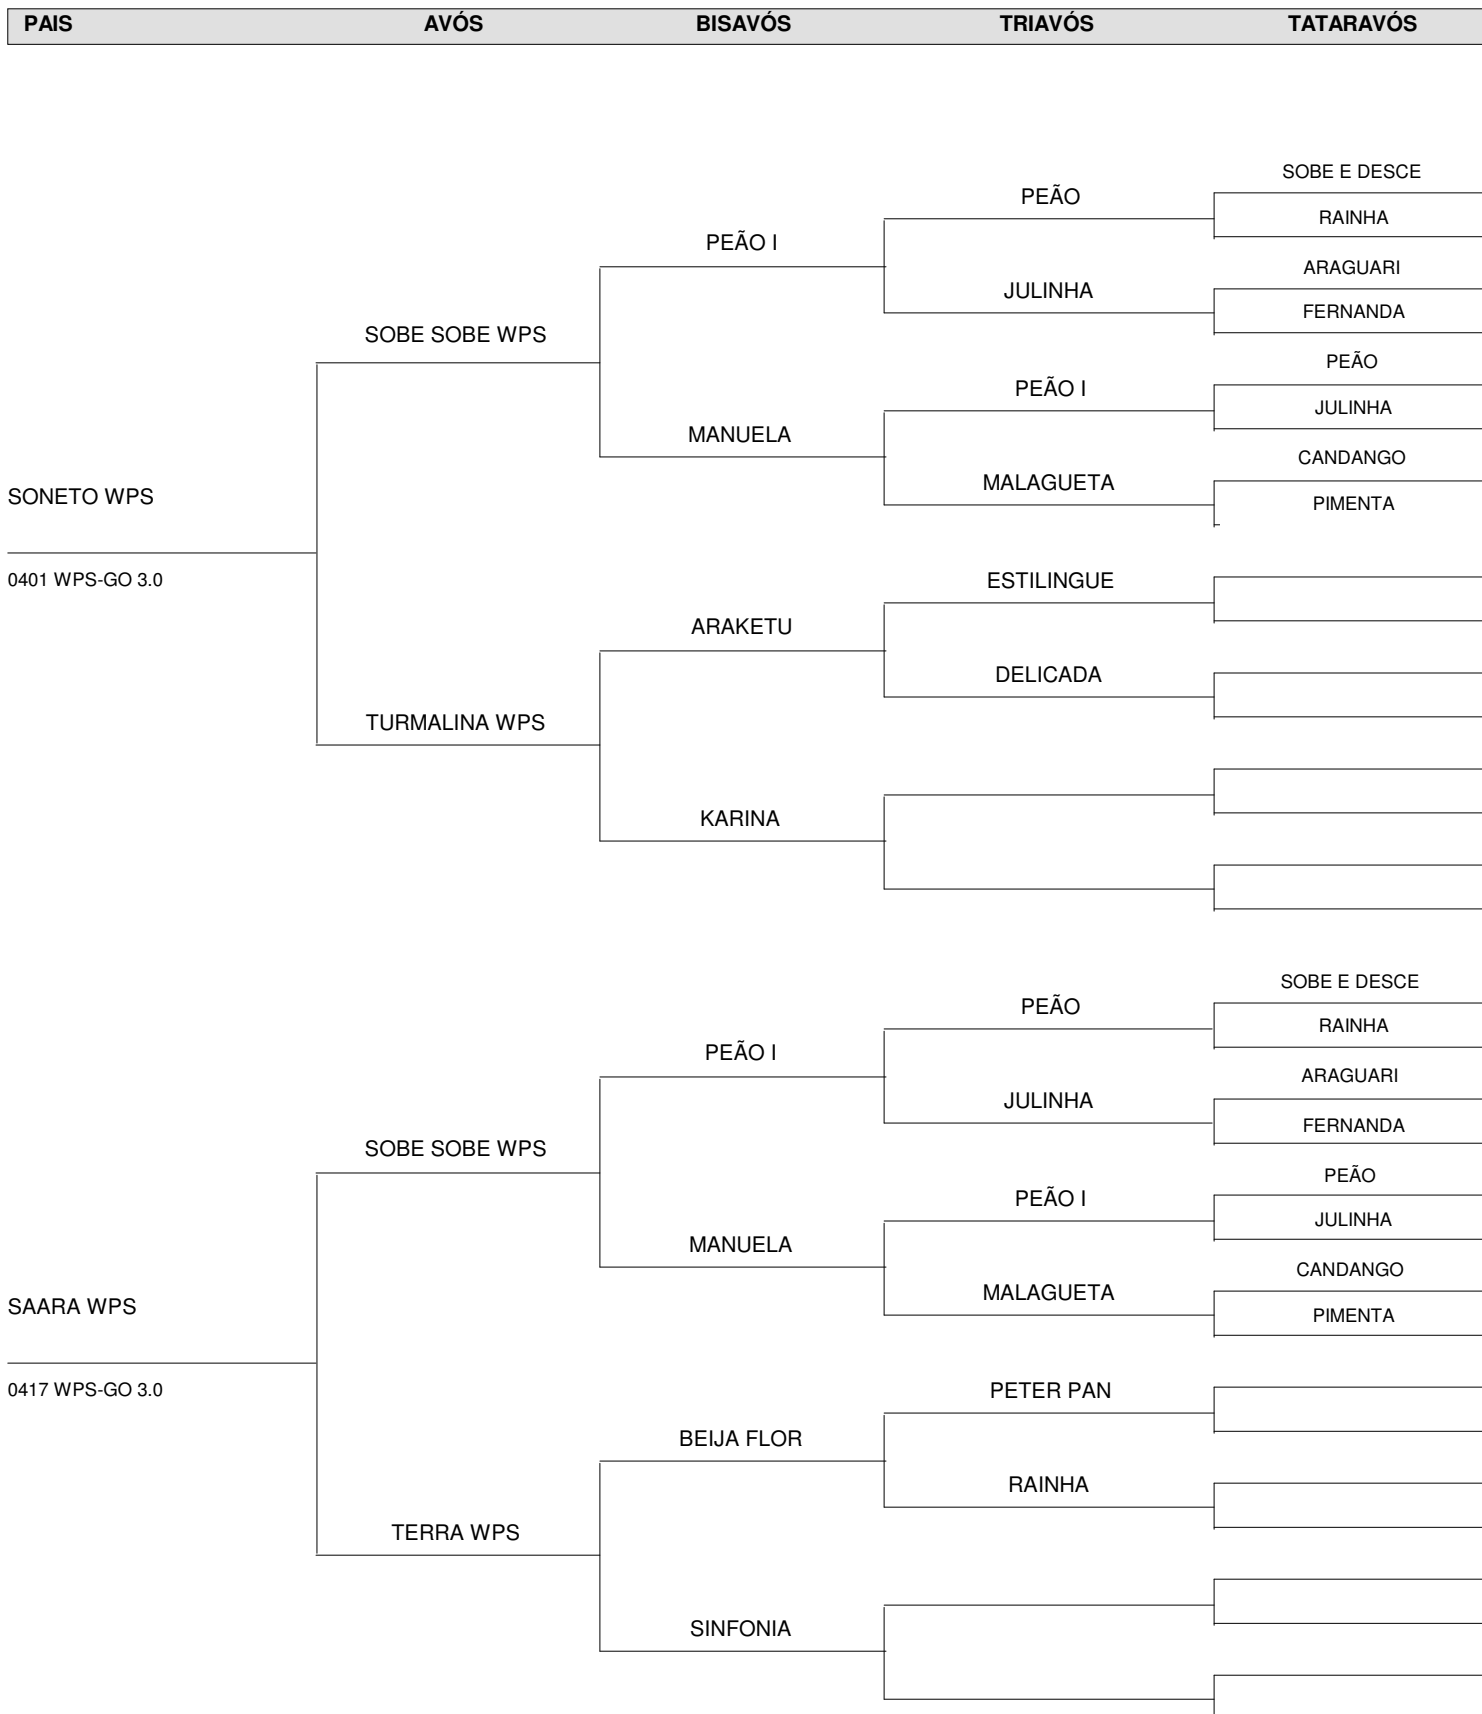 PAIS AVÓS BISAVÓS TRIAVÓS TATARAVÓS
SOBE E DESCE
PEÃO
RAINHA
PEÃO I
ARAGUARI
JULINHA
FERNANDA
SOBE SOBE WPS
PEÃO
PEÃO I
JULINHA
MANUELA
CANDANGO
MALAGUETA
SONETO WPS
PIMENTA
0401 WPS-GO 3.0
ESTILINGUE
ARAKETU
DELICADA
TURMALINA WPS
KARINA
SOBE E DESCE
PEÃO
RAINHA
PEÃO I
ARAGUARI
JULINHA
FERNANDA
SOBE SOBE WPS
PEÃO
PEÃO I
JULINHA
MANUELA
CANDANGO
MALAGUETA
SAARA WPS
PIMENTA
0417 WPS-GO 3.0
PETER PAN
BEIJA FLOR
RAINHA
TERRA WPS
SINFONIA